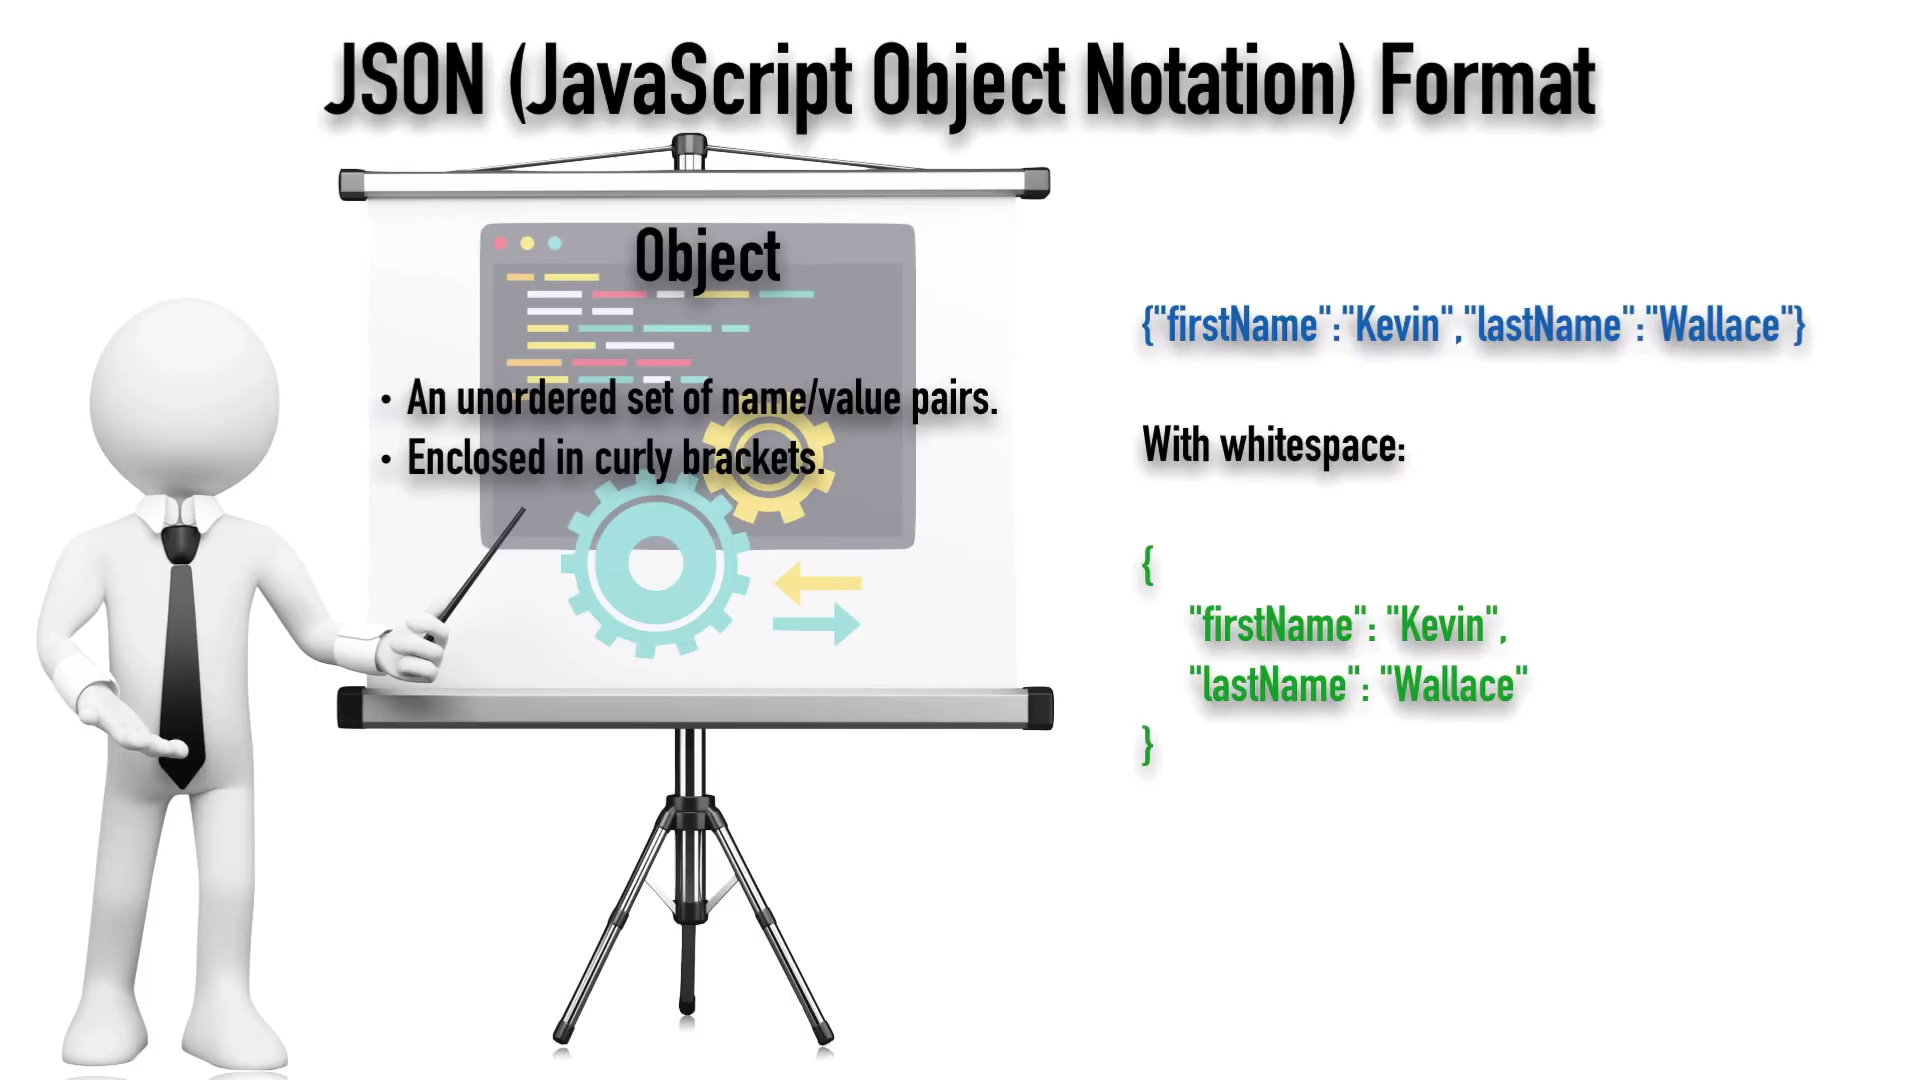 JSON (JavaScript Object Notation) Format
Object
• An unordered set of name/value pairs.
• Enclosed in curly brackets.
{"firstName":"Kevin","lastName":"Wallace"}
With whitespace:
{
"firstName": "Kevin",
"lastName": "Wallace"
}